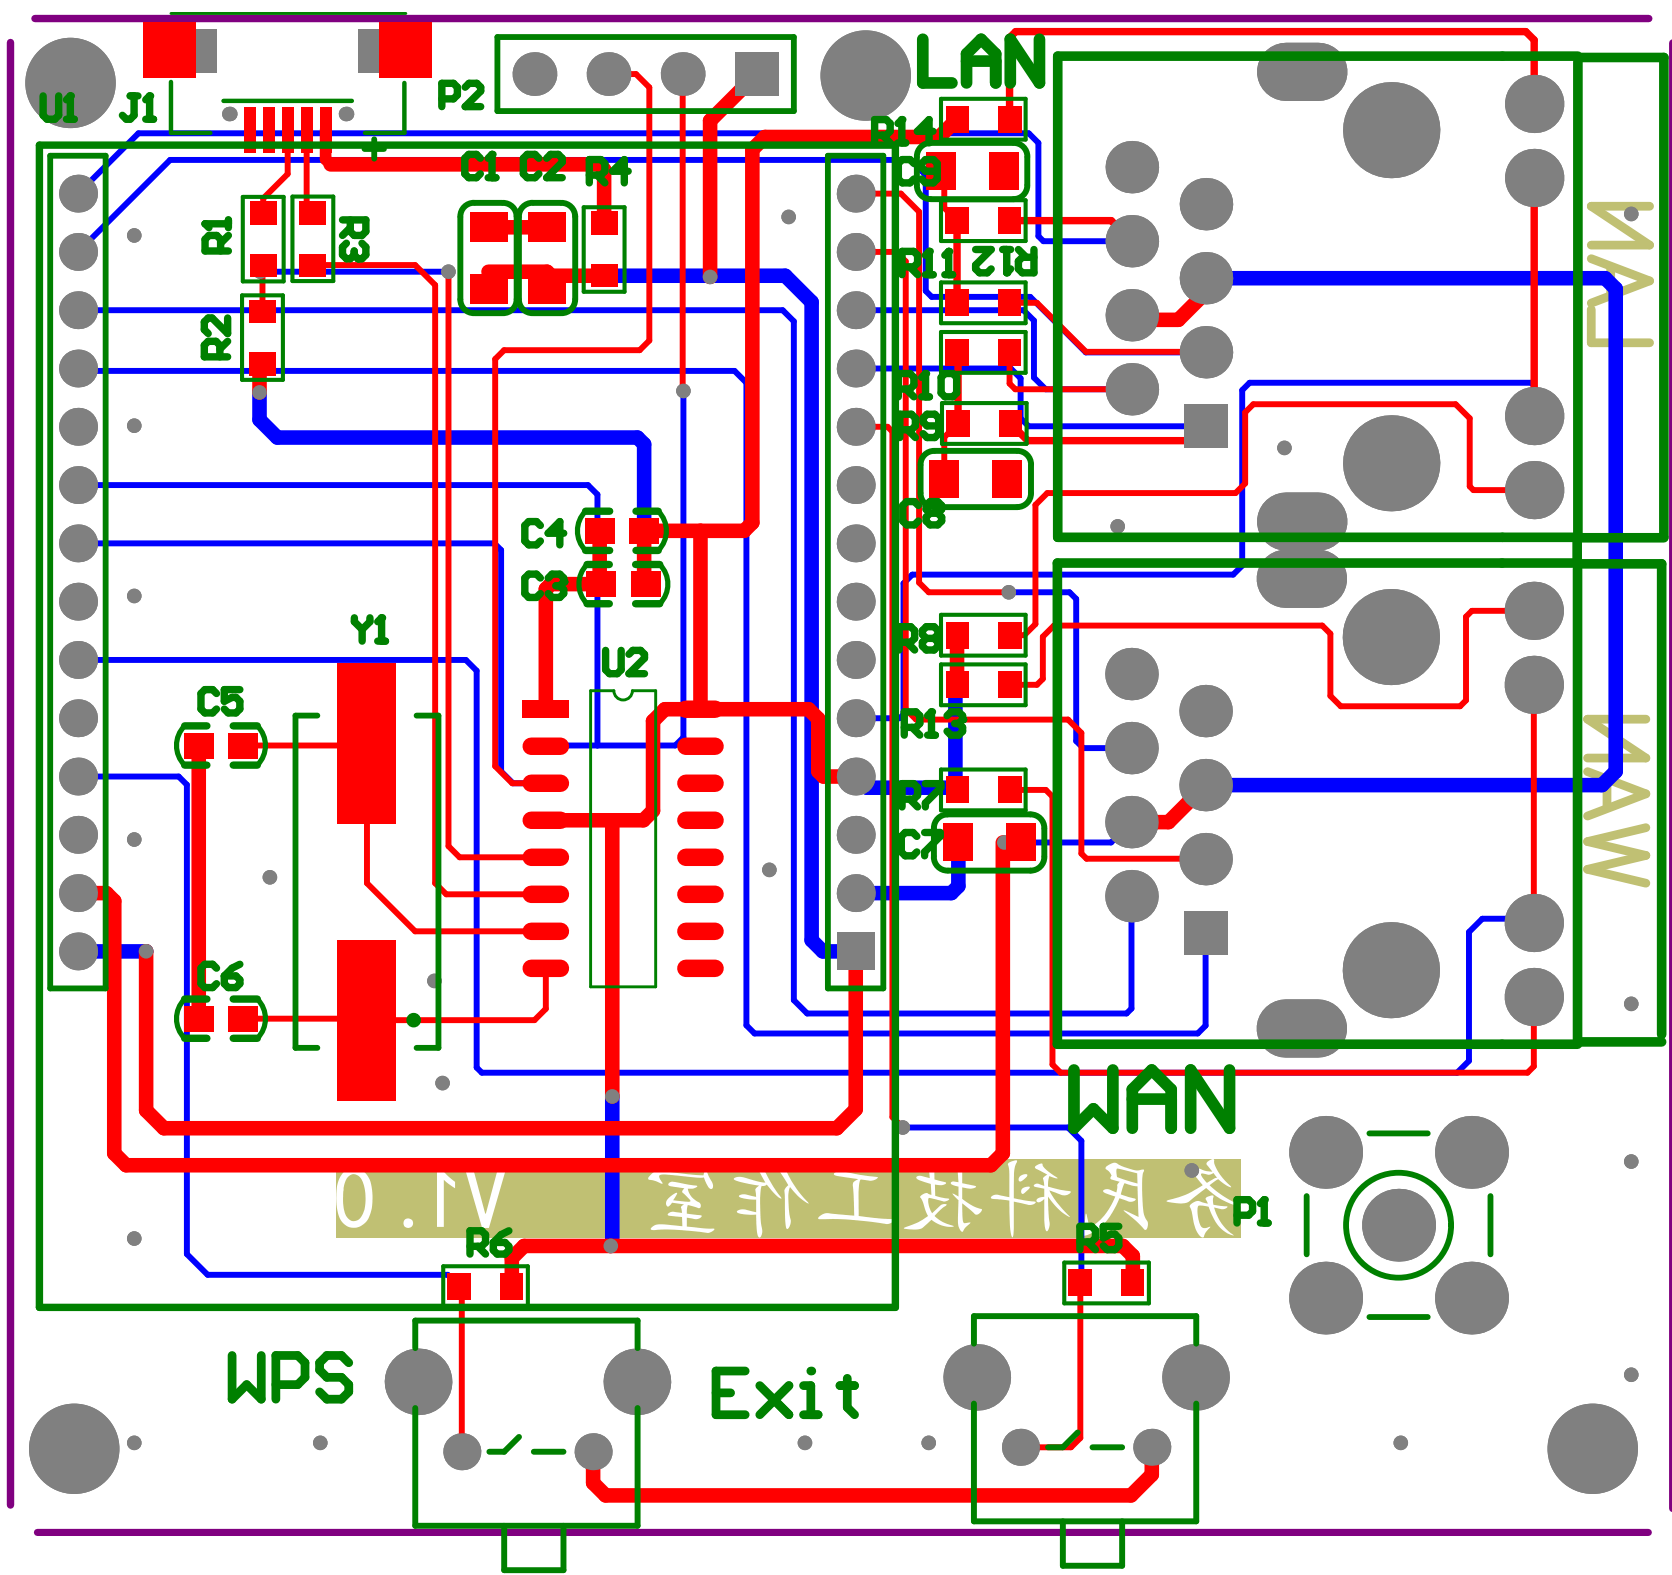 LAN
U1
J1
P2
R14
+
C1
C2
R4
C9
R1
R3
R11
R12
LAN
R2
R10
R9
C8
C4
C3
Y1
U2
R8
C5
R13
WAN
R7
C7
C6
WAN
月科技工作室 V1.0
P1
R6
R5
WPS
Exit